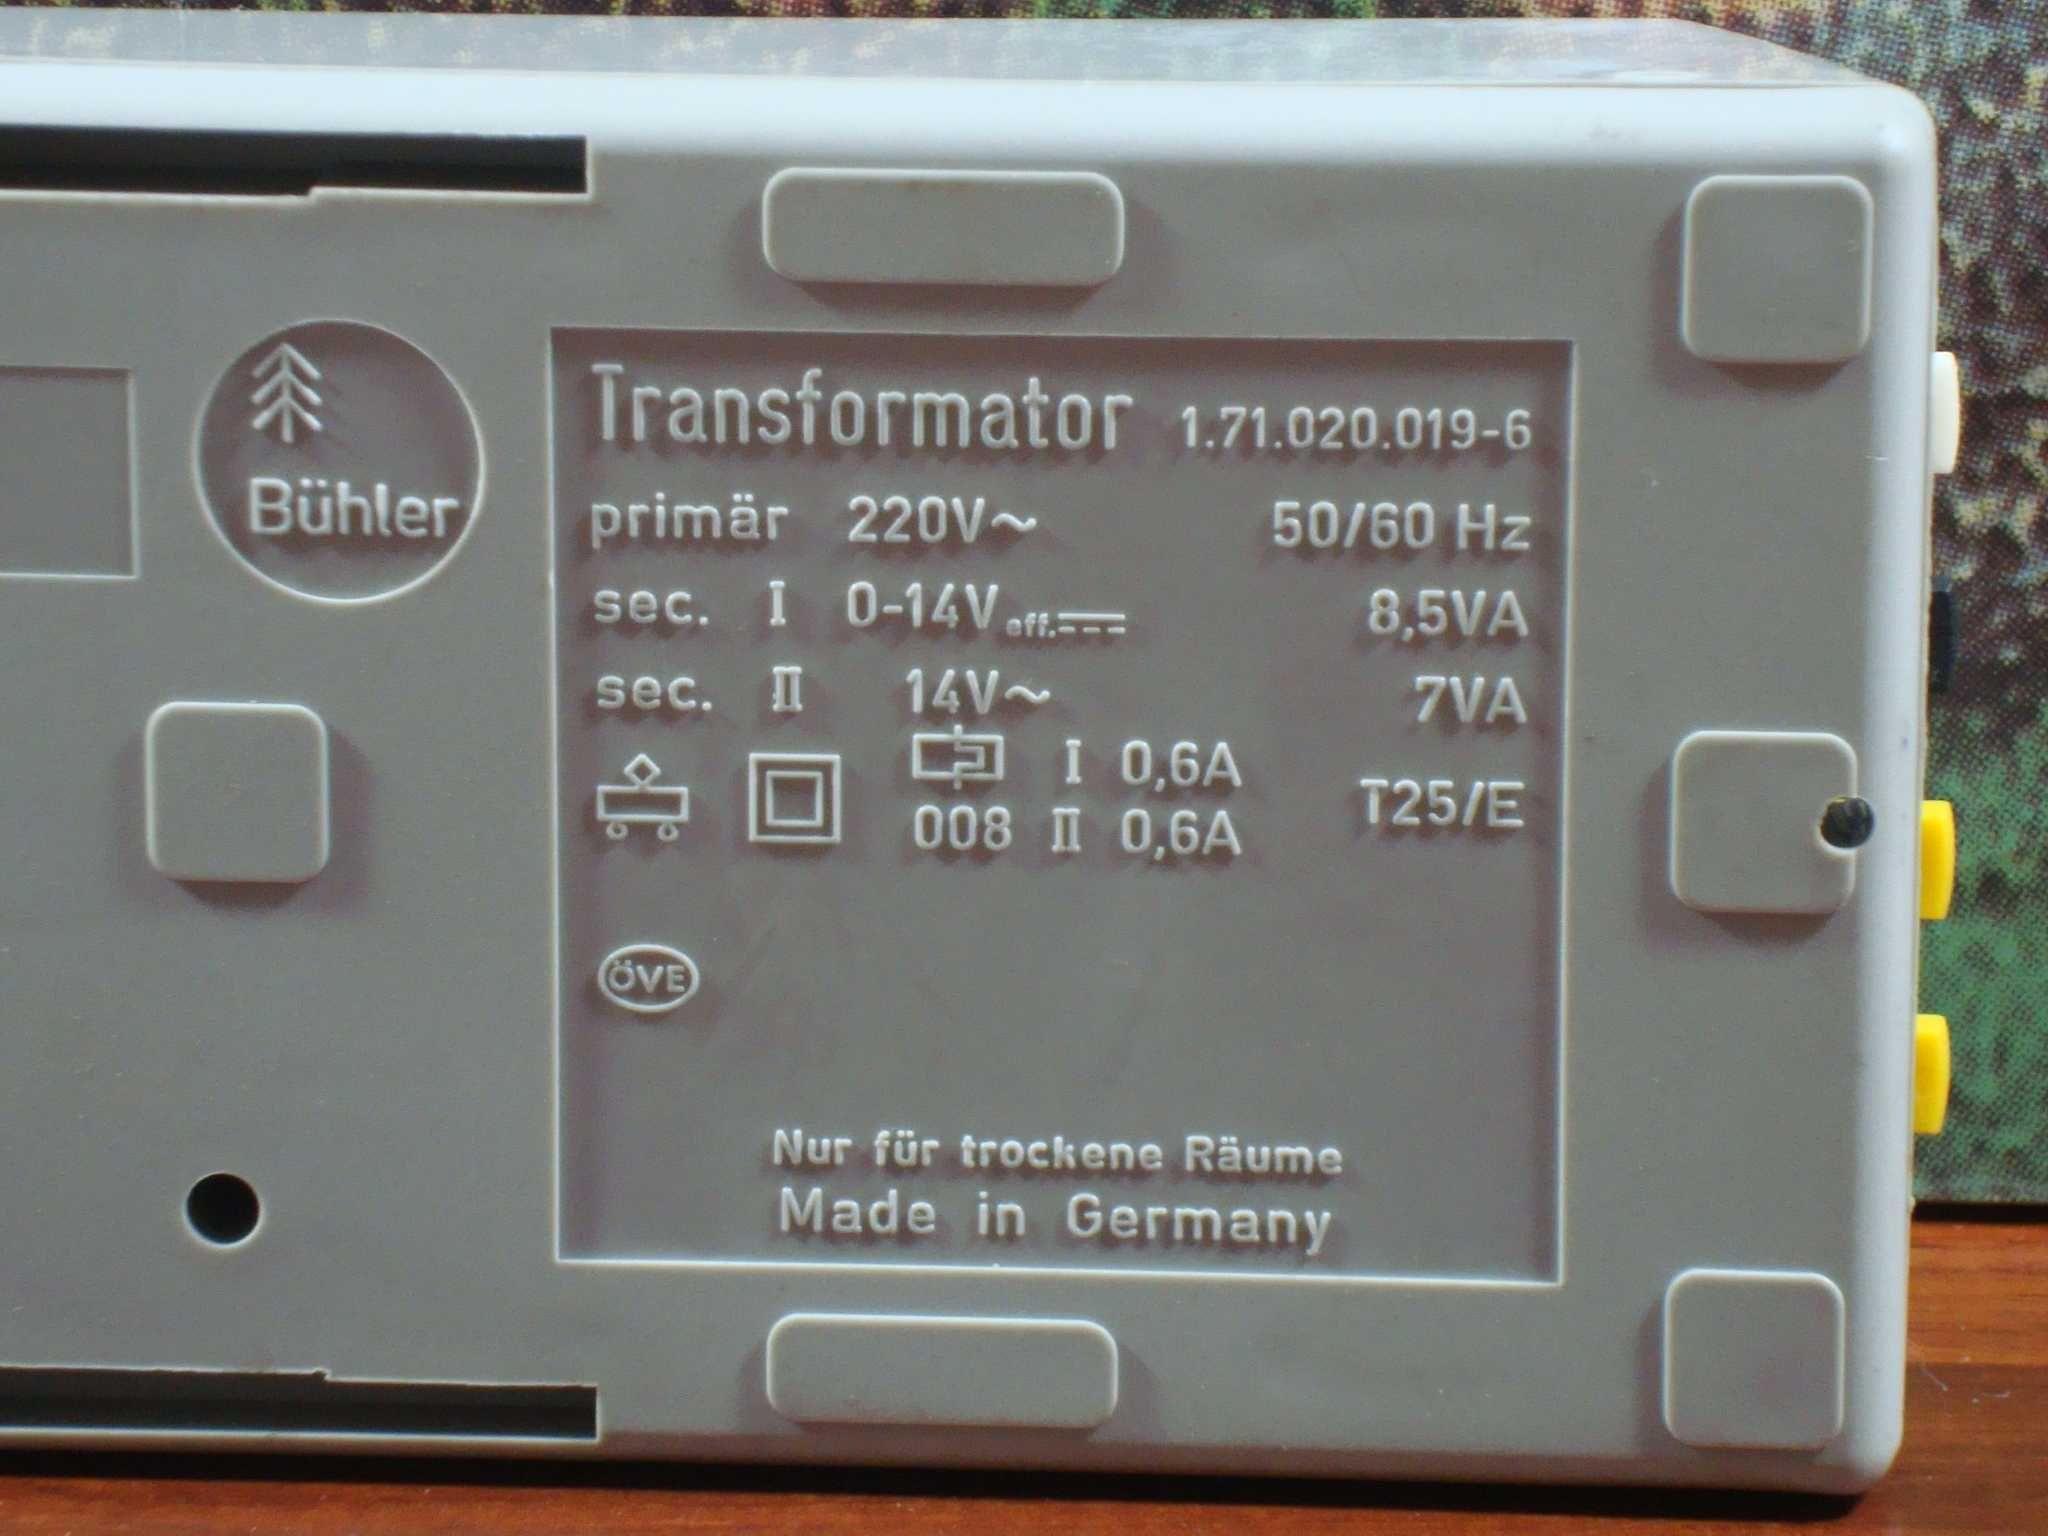 Bühler
Transformator 1.71.020.019-6
primär 220V~ 50/60 Hz
sec. I 0-14V eff. 8,5VA
sec. II 14V~ 7VA
I 0,6A
T25/E
008 II 0,6A
ÖVE
Nur für trockene Räume
Made in Germany